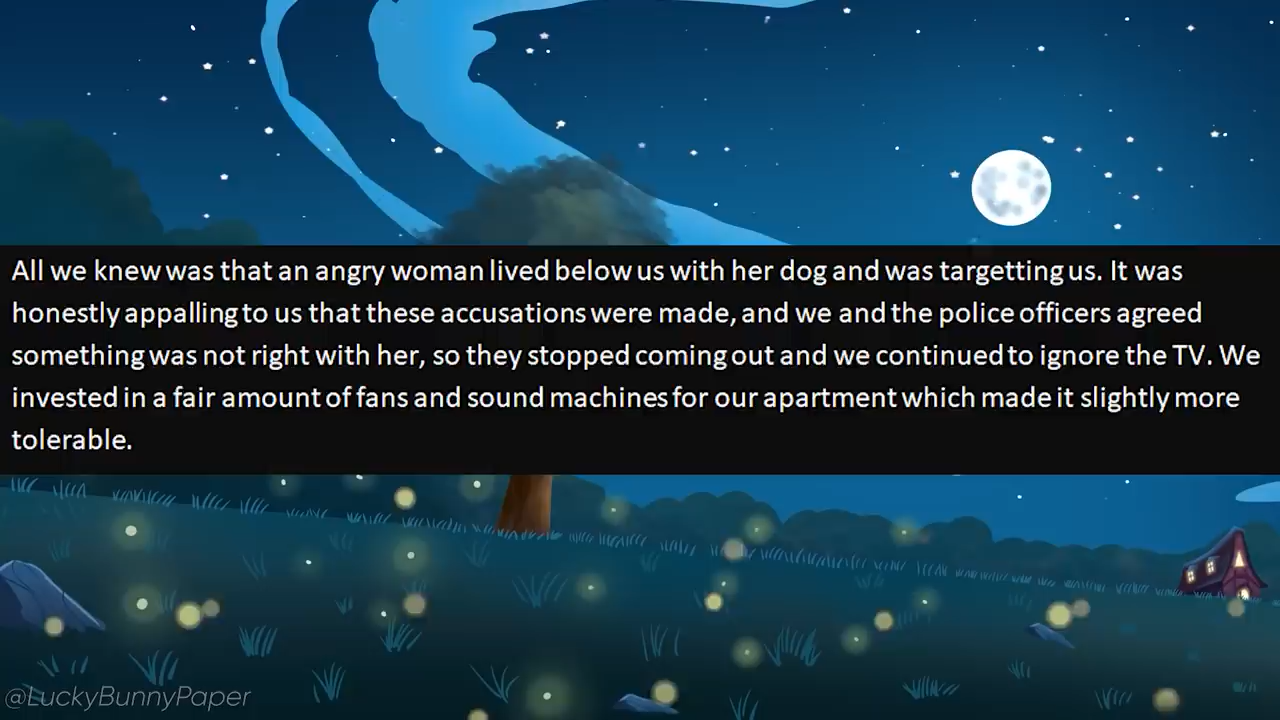 All we knew was that an angry woman lived below us with her dog and was targetting us. It was
honestly appalling to us that these accusations were made, and we and the police officers agreed
something was not right with her, so they stopped coming out and we continued to ignore the TV. We
invested in a fair amount of fans and sound machines for our apartment which made it slightly more
tolerable.
@LuckyBunnyPaper